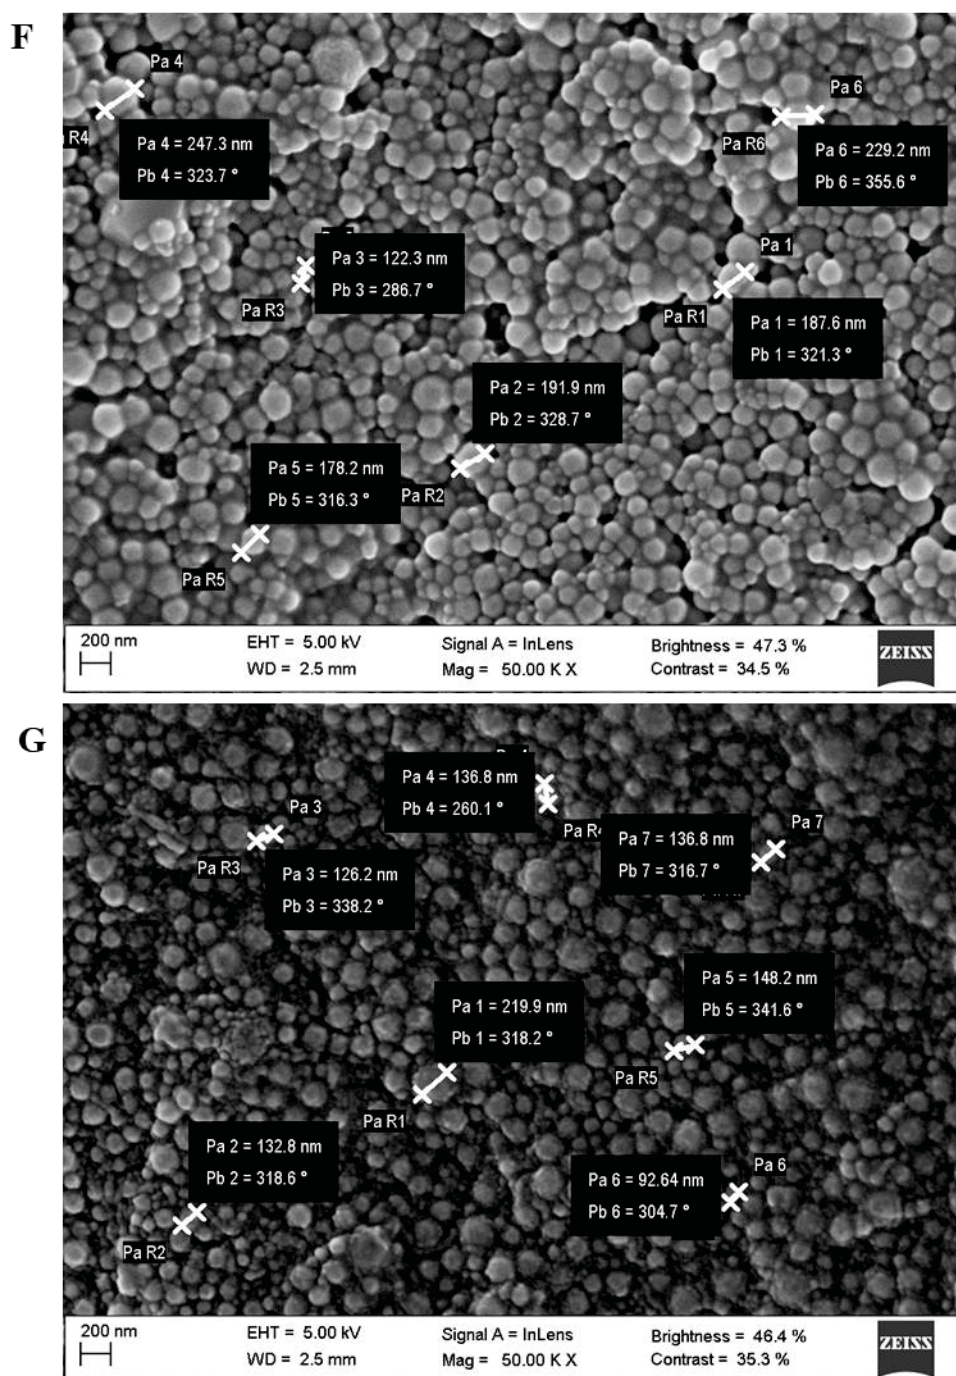 F
Pa 4
Pa 6
a R4
Pa R6
Pa 4 = 247.3 nm
Pb 4 = 323.7 °
Pa 6 = 229.2 nm
Pb 6 = 355.6 °
Pa 3 = 122.3 nm
Pb 3 = 286.7 °
Pa 1
Pa R3
Pa R1
Pa 1 = 187.6 nm
Pb 1 = 321.3 °
Pa 2 = 191.9 nm
Pb 2 = 328.7 °
Pa 5 = 178.2 nm
Pb 5 = 316.3 °
Pa R2
Pa R5
200 nm
EHT = 5.00 kV
Signal A = InLens
Brightness = 47.3 %
WD = 2.5 mm
Mag = 50.00 K X
Contrast = 34.5 %
ZEISS
G
Pa 4 = 136.8 nm
Pb 4 = 260.1 °
Pa 3
Pa R4
Pa 7
Pa R3
Pa 7 = 136.8 nm
Pb 7 = 316.7 °
Pa 3 = 126.2 nm
Pb 3 = 338.2 °
Pa 5 = 148.2 nm
Pb 5 = 341.6 °
Pa 1 = 219.9 nm
Pb 1 = 318.2 °
Pa R5
Pa R1
Pa 2 = 132.8 nm
Pb 2 = 318.6 °
Pa 6
Pa 6 = 92.64 nm
Pb 6 = 304.7 °
Pa R2
200 nm
EHT = 5.00 kV
Signal A = InLens
Brightness = 46.4 %
WD = 2.5 mm
Mag = 50.00 K X
Contrast = 35.3 %
ZEISS